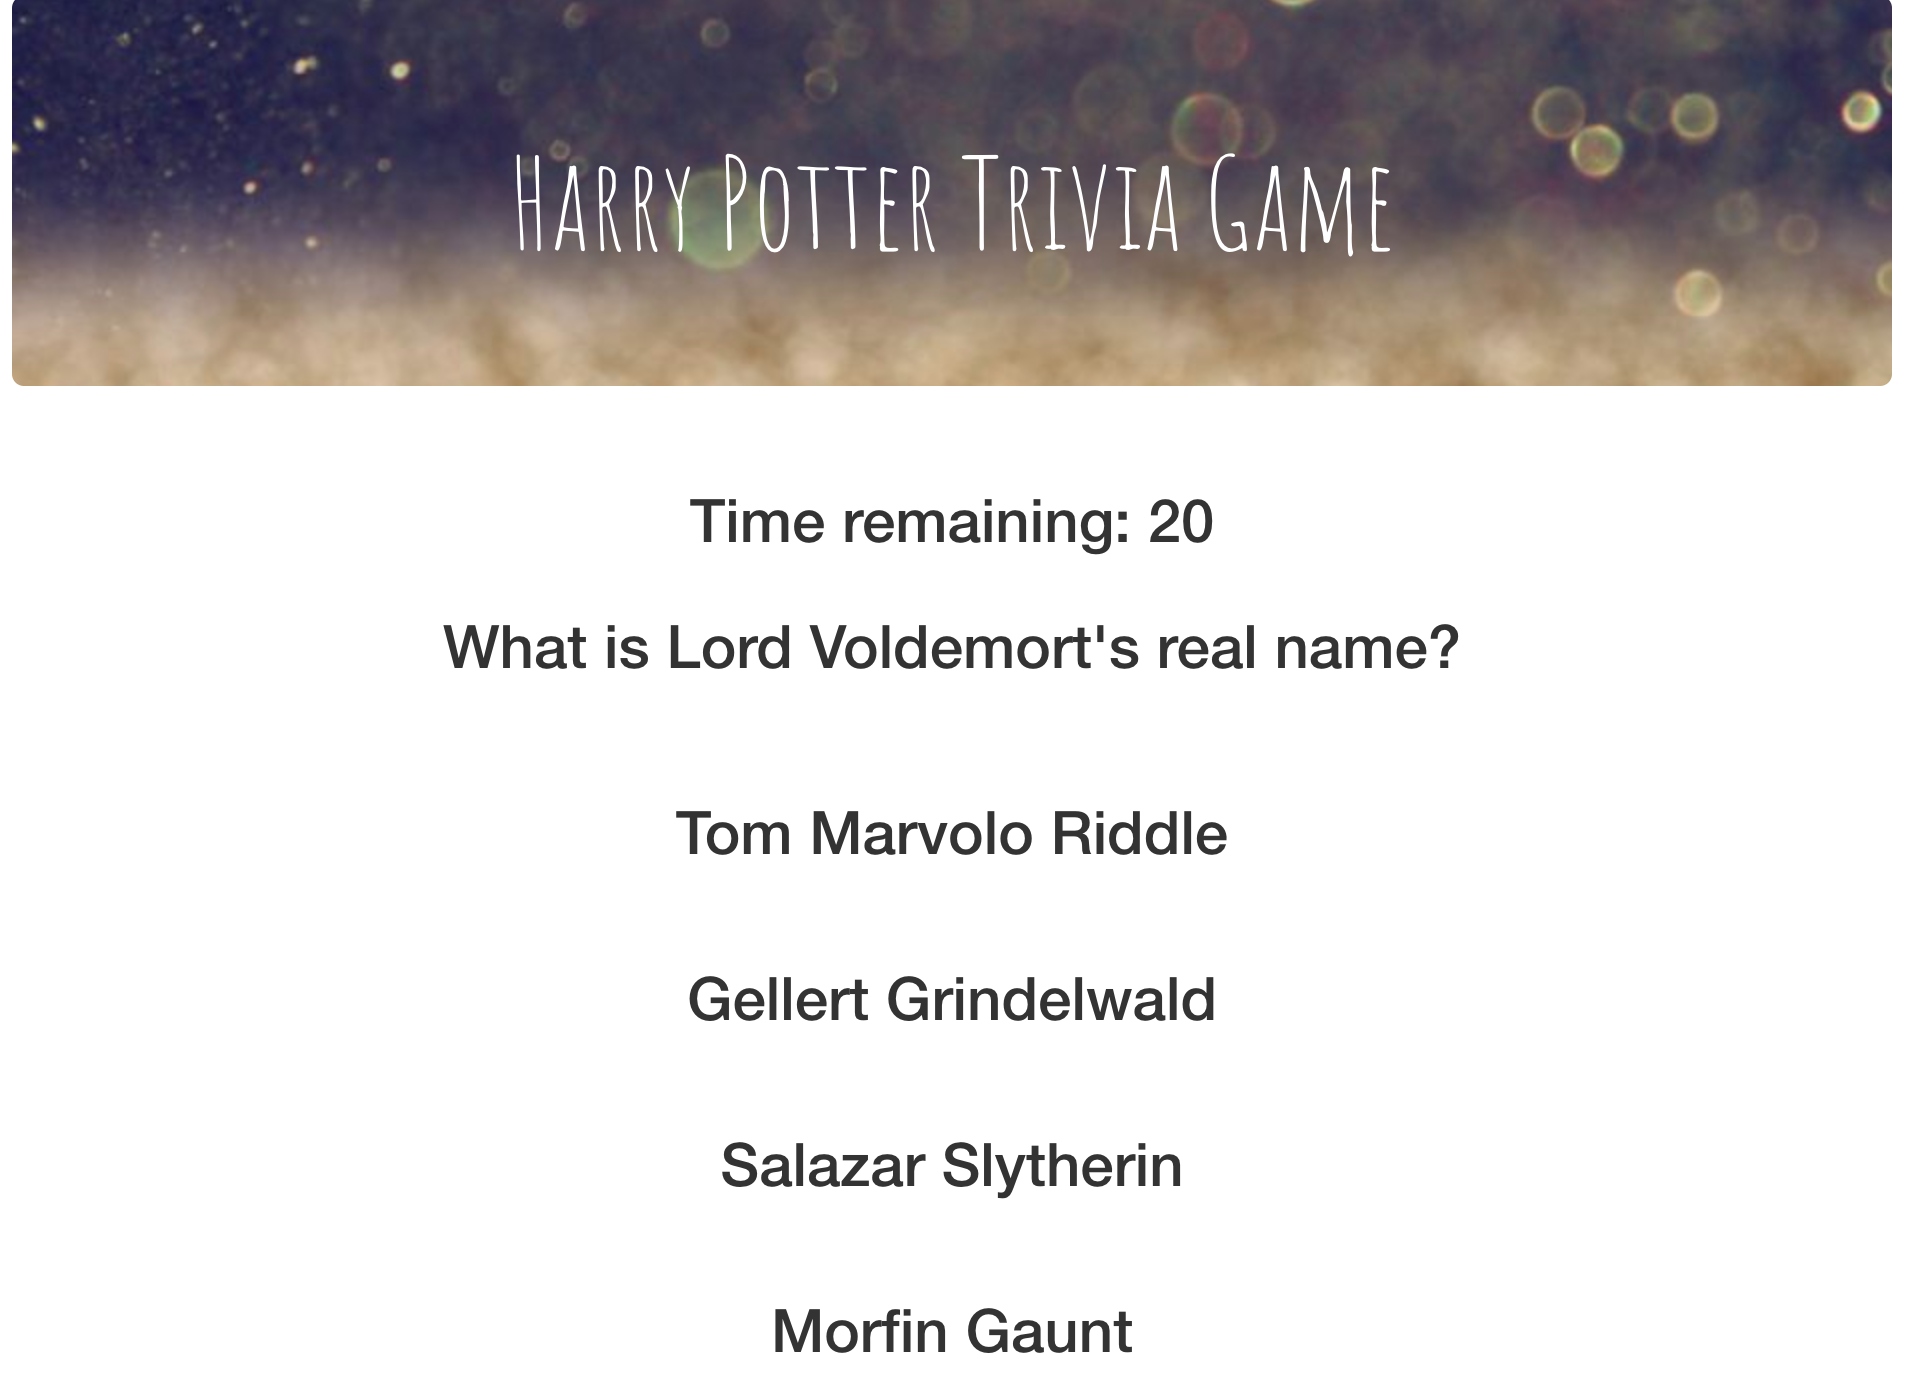 Harry Potter Trivia Game
Time remaining: 20
What is Lord Voldemort's real name?
Tom Marvolo Riddle
Gellert Grindelwald
Salazar Slytherin
Morfin Gaunt